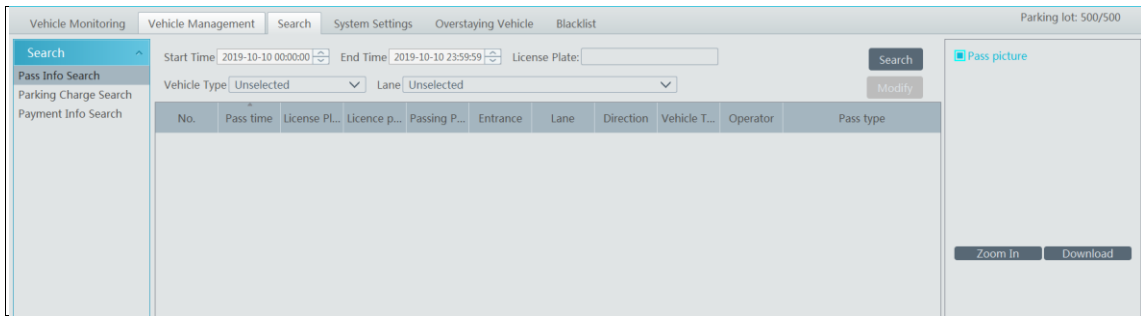 Vehicle Monitoring Vehicle Management Search System Settings Overstaying Vehicle Blacklist Parking lot: 500/500
Search
Pass Info Search
Parking Charge Search
Payment Info Search
Start Time 2019-10-10 00:00:00 End Time 2019-10-10 23:59:59 License Plate: Search
Vehicle Type Unselected Lane Unselected Modify
No. Pass time License Pl... Licence p... Passing P... Entrance Lane Direction Vehicle T... Operator Pass type
Pass picture
Zoom In Download